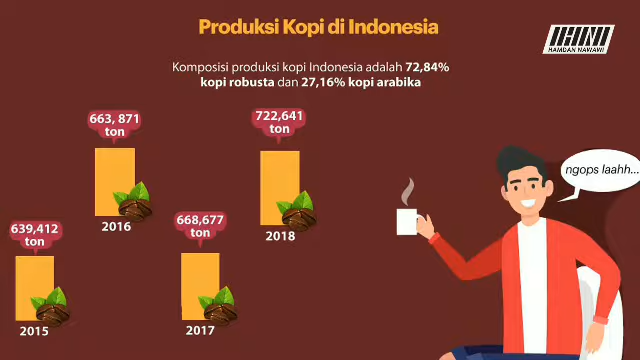 Produksi Kopi di Indonesia
HAMDAN NAWAWI
Komposisi produksi kopi Indonesia adalah 72,84%
kopi robusta dan 27,16% kopi arabika
663, 871
ton
2016
722,641
ton
2018
ngops laahh...
639,412
ton
2015
668,677
ton
2017